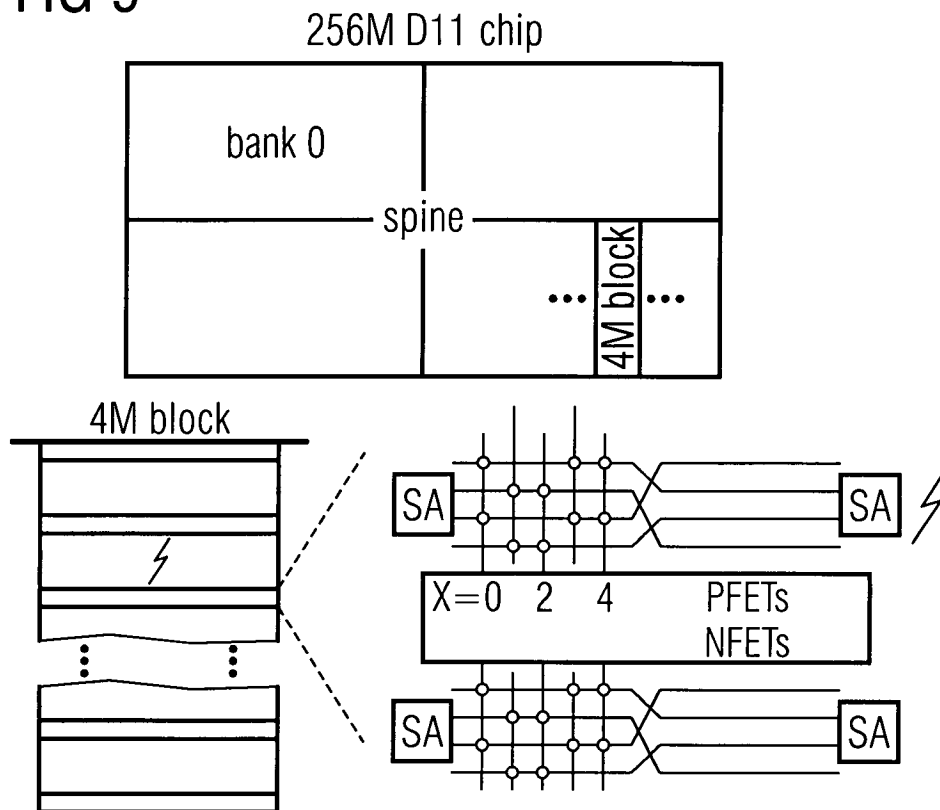 256M D11 chip
bank 0
spine
4M block
4M block
SA
SA
X=0 2 4 PFETs
NFETs
SA
SA